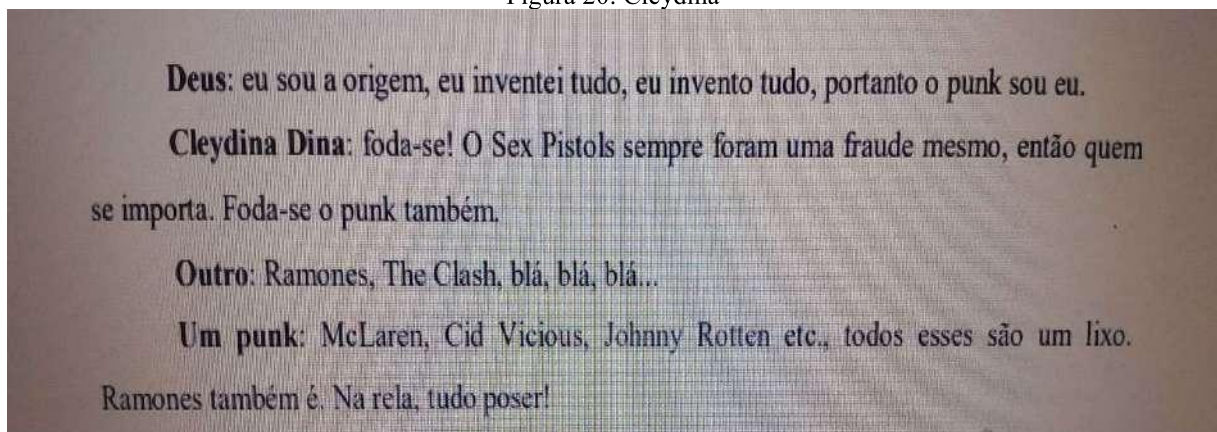 Figura 20: Cleydina
Deus: eu sou a origem, eu inventei tudo, eu invento tudo, portanto o punk sou eu.
Cleydina Dina: foda-se! O Sex Pistols sempre foram uma fraude mesmo, então quem
se importa. Foda-se o punk também.
Outro: Ramones, The Clash, blá, blá, blá...
Um punk: McLaren, Cid Vicious, Johnny Rotten etc., todos esses são um lixo.
Ramones também é. Na rela, tudo poser!